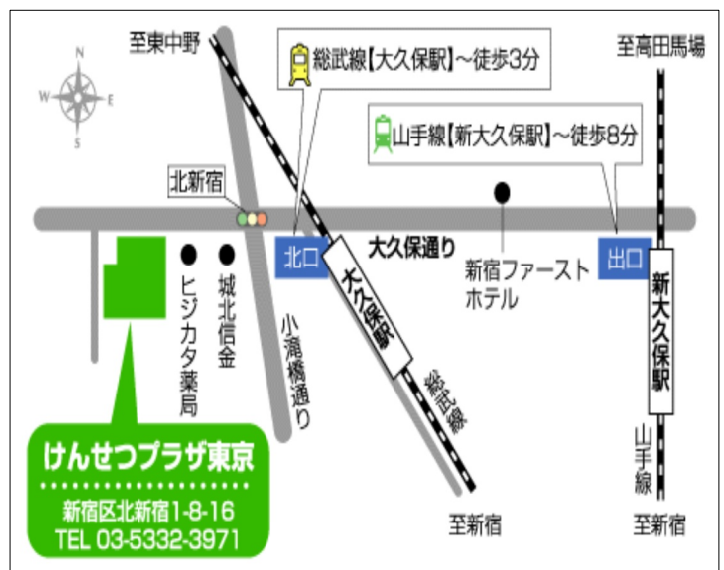 至東中野
N
W
E
S
総武線【大久保駅】～徒歩3分
至高田馬場
山手線【新大久保駅】～徒歩8分
北新宿
北口
大久保通り
新宿ファースト
ホテル
出口
ヒジカタ薬局
城北信金
小滝橋通り
大久保駅
総武線
新大久保駅
山手線
けんせつプラザ東京
新宿区北新宿1-8-16
TEL 03-5332-3971
至新宿
至新宿